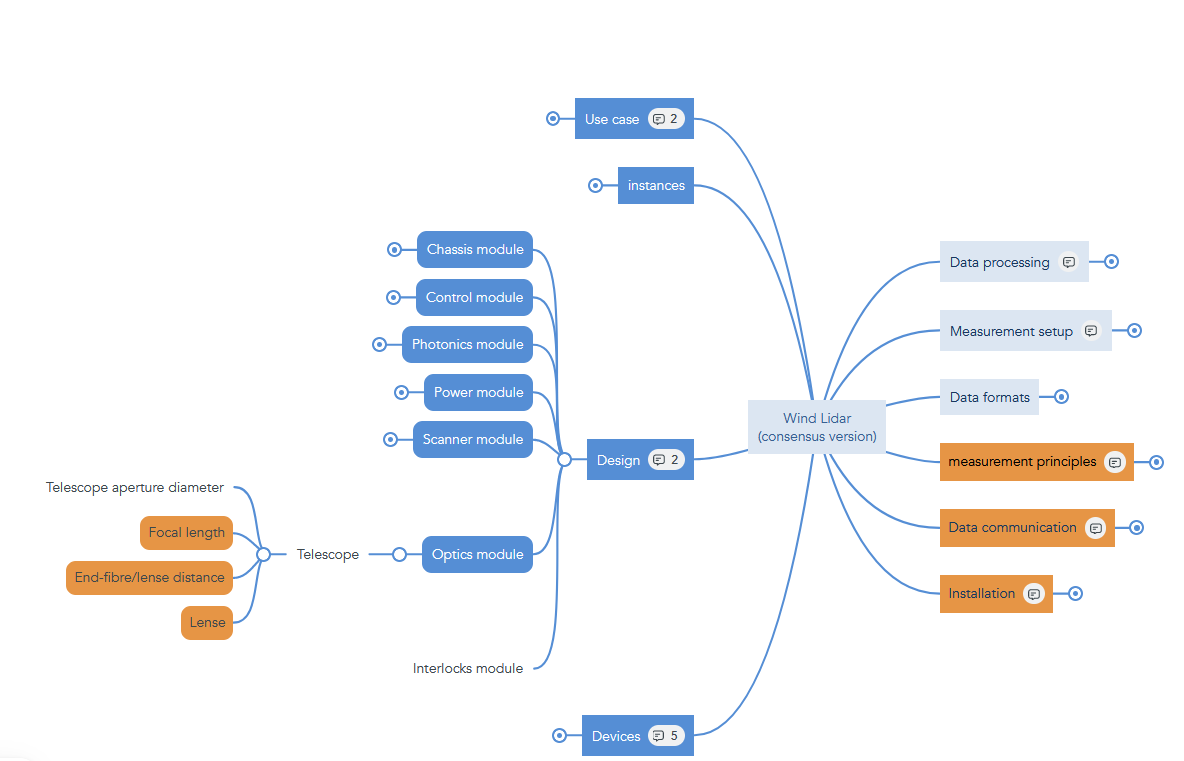 Use case 2
instances
Chassis module
Control module
Photonics module
Power module
Scanner module
Design 2
Telescope aperture diameter
Focal length
End-fibre/lense distance
Lense
Telescope
Optics module
Interlocks module
Devices 5
Wind Lidar
(consensus version)
Data processing
Measurement setup
Data formats
measurement principles
Data communication
Installation